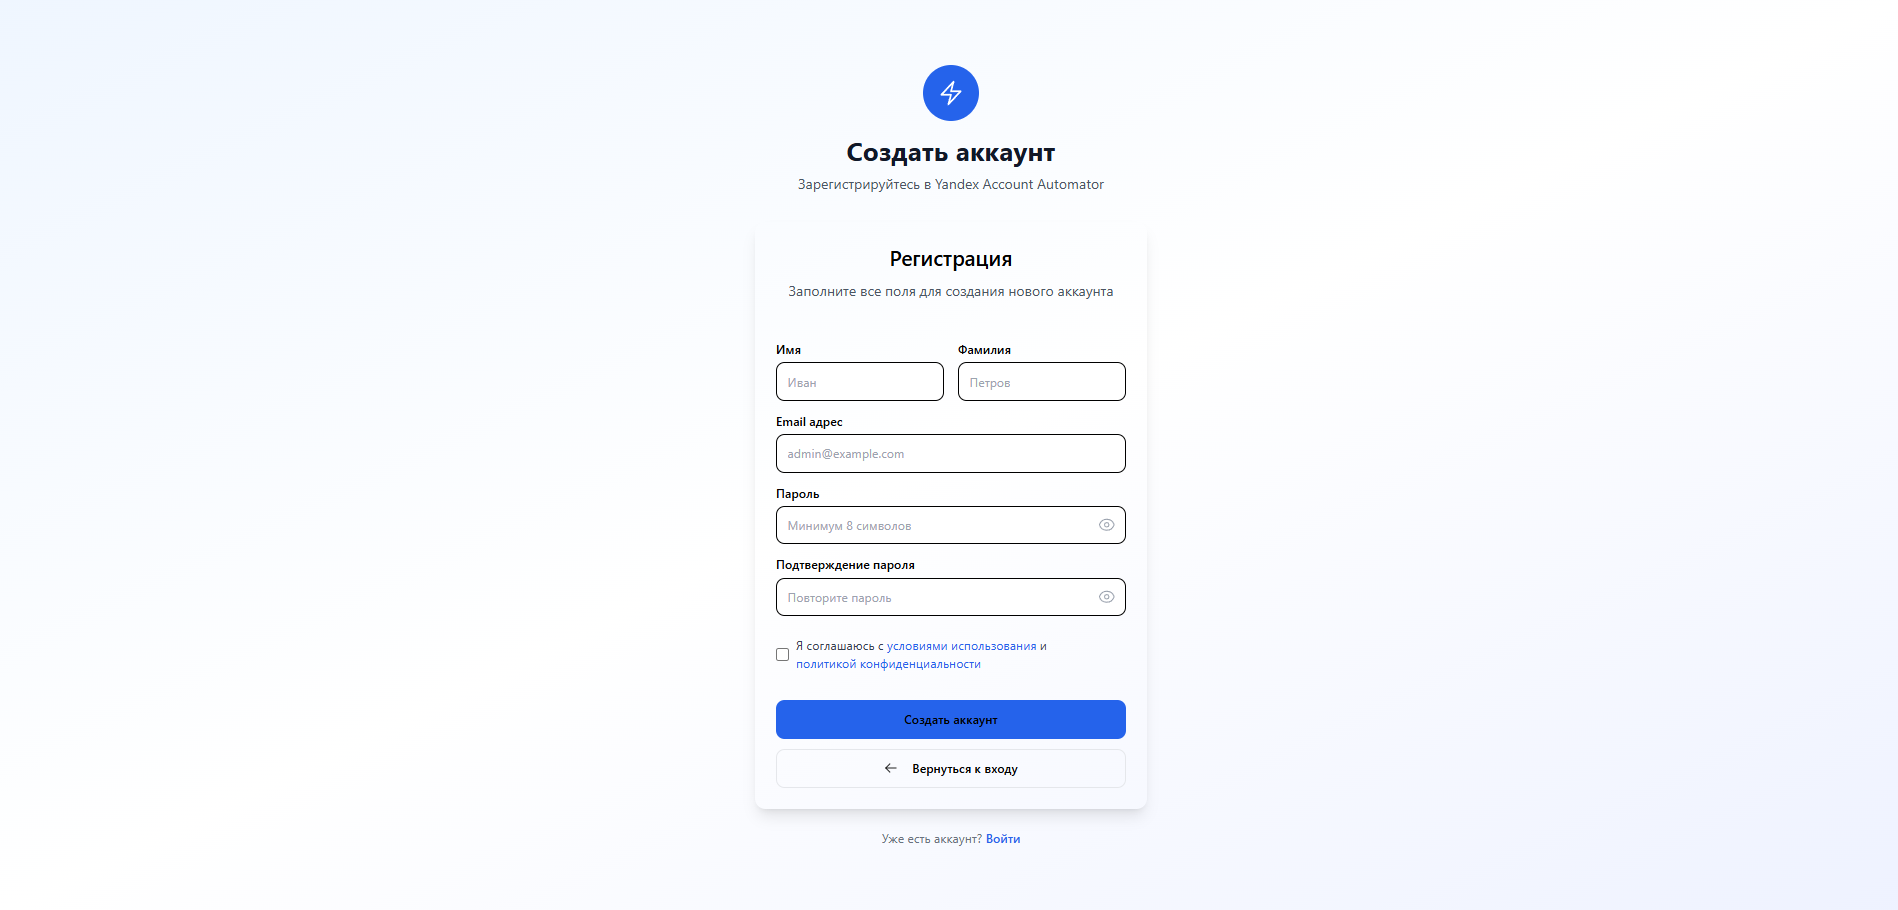 Создать аккаунт
Зарегистрируйтесь в Yandex Account Automator
Регистрация
Заполните все поля для создания нового аккаунта
Имя
Фамилия
Иван
Петров
Email адрес
admin@example.com
Пароль
Минимум 8 символов
Подтверждение пароля
Повторите пароль
Я соглашаюсь с условиями использования и
политикой конфиденциальности
Создать аккаунт
Вернуться к входу
Уже есть аккаунт? Войти